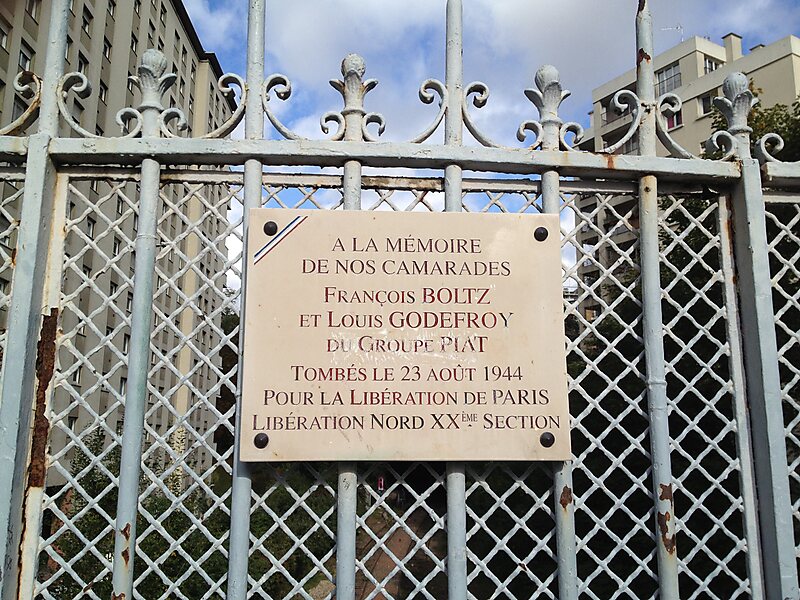 A LA MÉMOIRE
DE NOS CAMARADES
FRANÇOIS BOLTZ
ET LOUIS GODEFROY
DU GROUPE PIAT
TOMBÉS LE 23 AOÛT 1944
POUR LA LIBÉRATION DE PARIS
LIBÉRATION NORD XXÈME SECTION